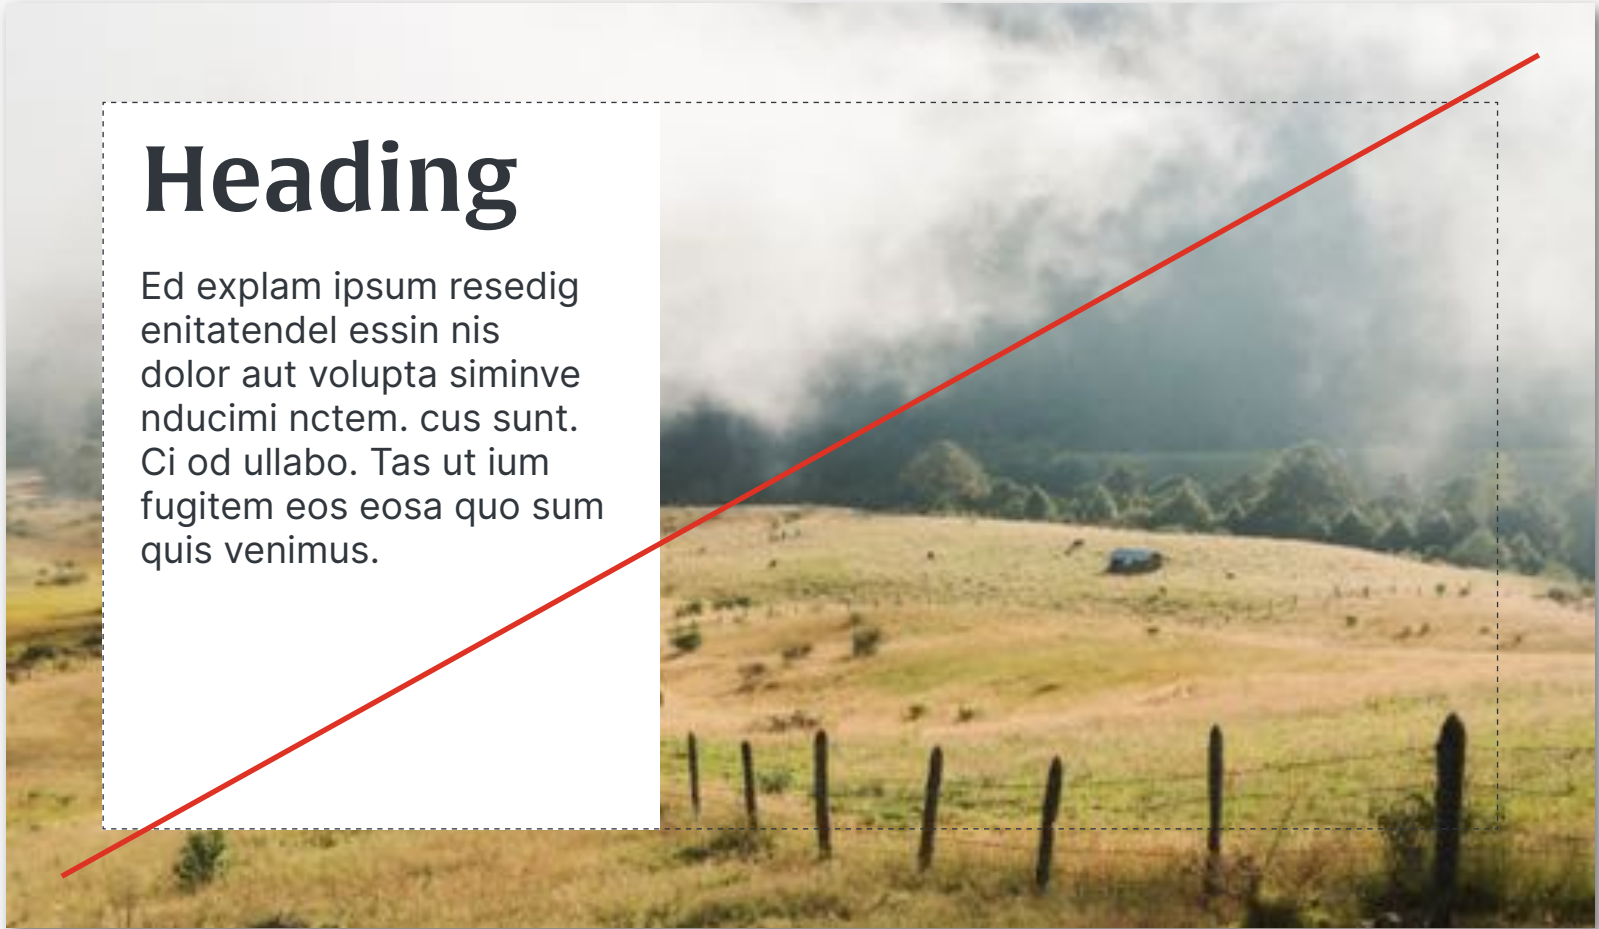 Heading
Ed explam ipsum resedig
enitatendel essin nis
dolor aut volupta siminve
nducimi nctem. cus sunt.
Ci od ullabo. Tas ut ium
fugitem eos eosa quo sum
quis venimus.